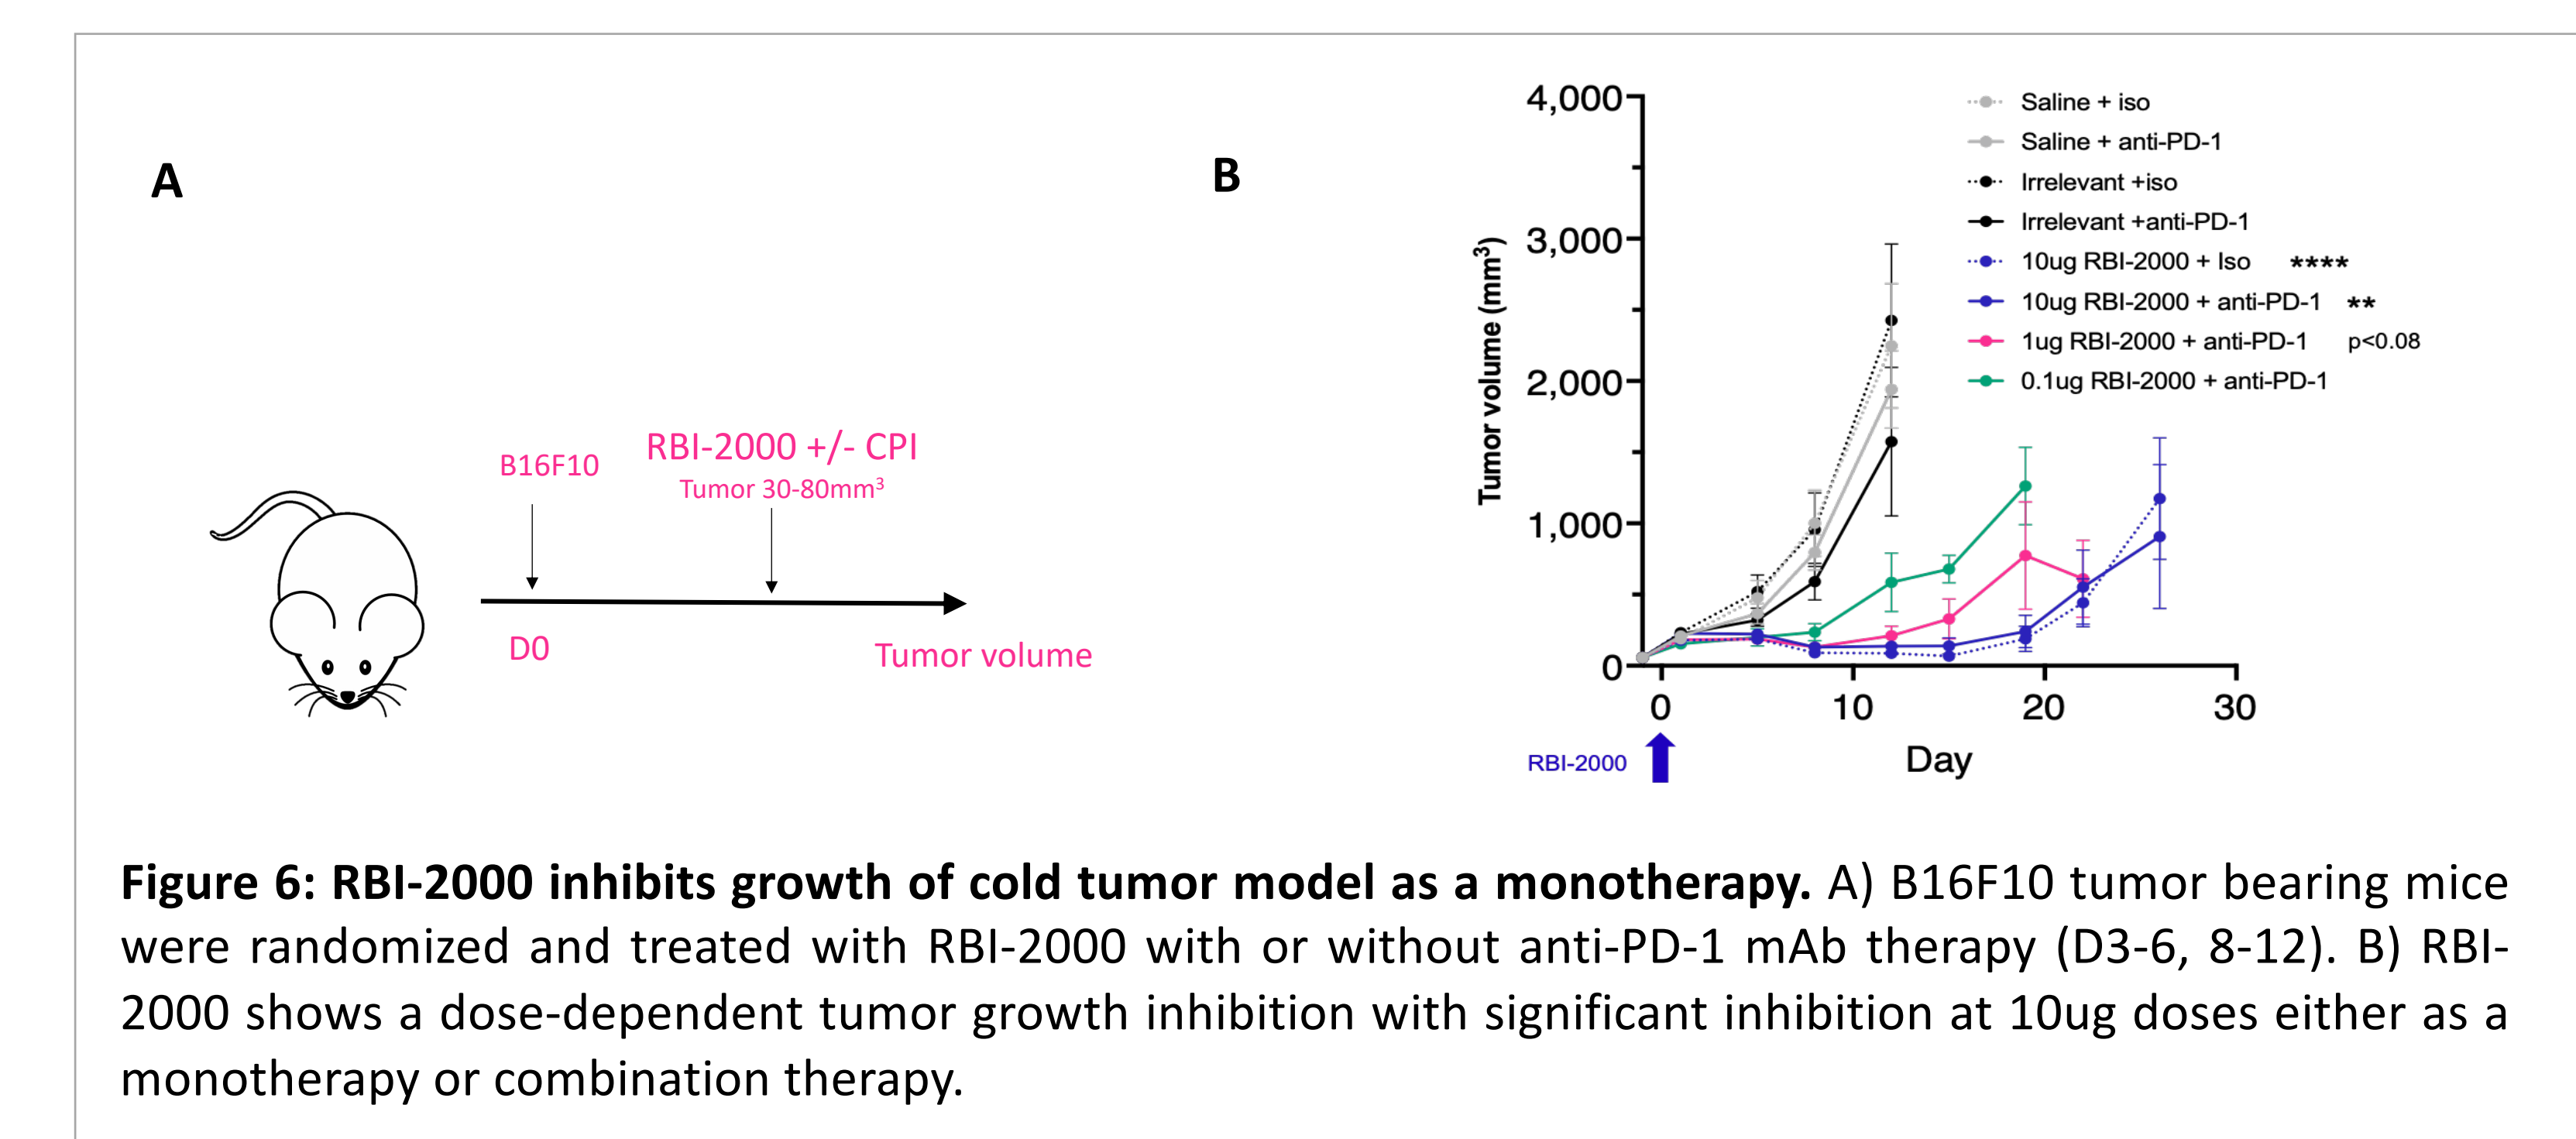 A
B16F10
RBI-2000 +/- CPI
Tumor 30-80mm³
D0
Tumor volume
B
Tumor volume (mm³)
4,000
3,000
2,000
1,000
0
0 10 20 30
Day
RBI-2000
Saline + iso
Saline + anti-PD-1
Irrelevant +iso
Irrelevant +anti-PD-1
10ug RBI-2000 + Iso ****
10ug RBI-2000 + anti-PD-1 **
1ug RBI-2000 + anti-PD-1 p<0.08
0.1ug RBI-2000 + anti-PD-1
Figure 6: RBI-2000 inhibits growth of cold tumor model as a monotherapy. A) B16F10 tumor bearing mice
were randomized and treated with RBI-2000 with or without anti-PD-1 mAb therapy (D3-6, 8-12). B) RBI-
2000 shows a dose-dependent tumor growth inhibition with significant inhibition at 10ug doses either as a
monotherapy or combination therapy.